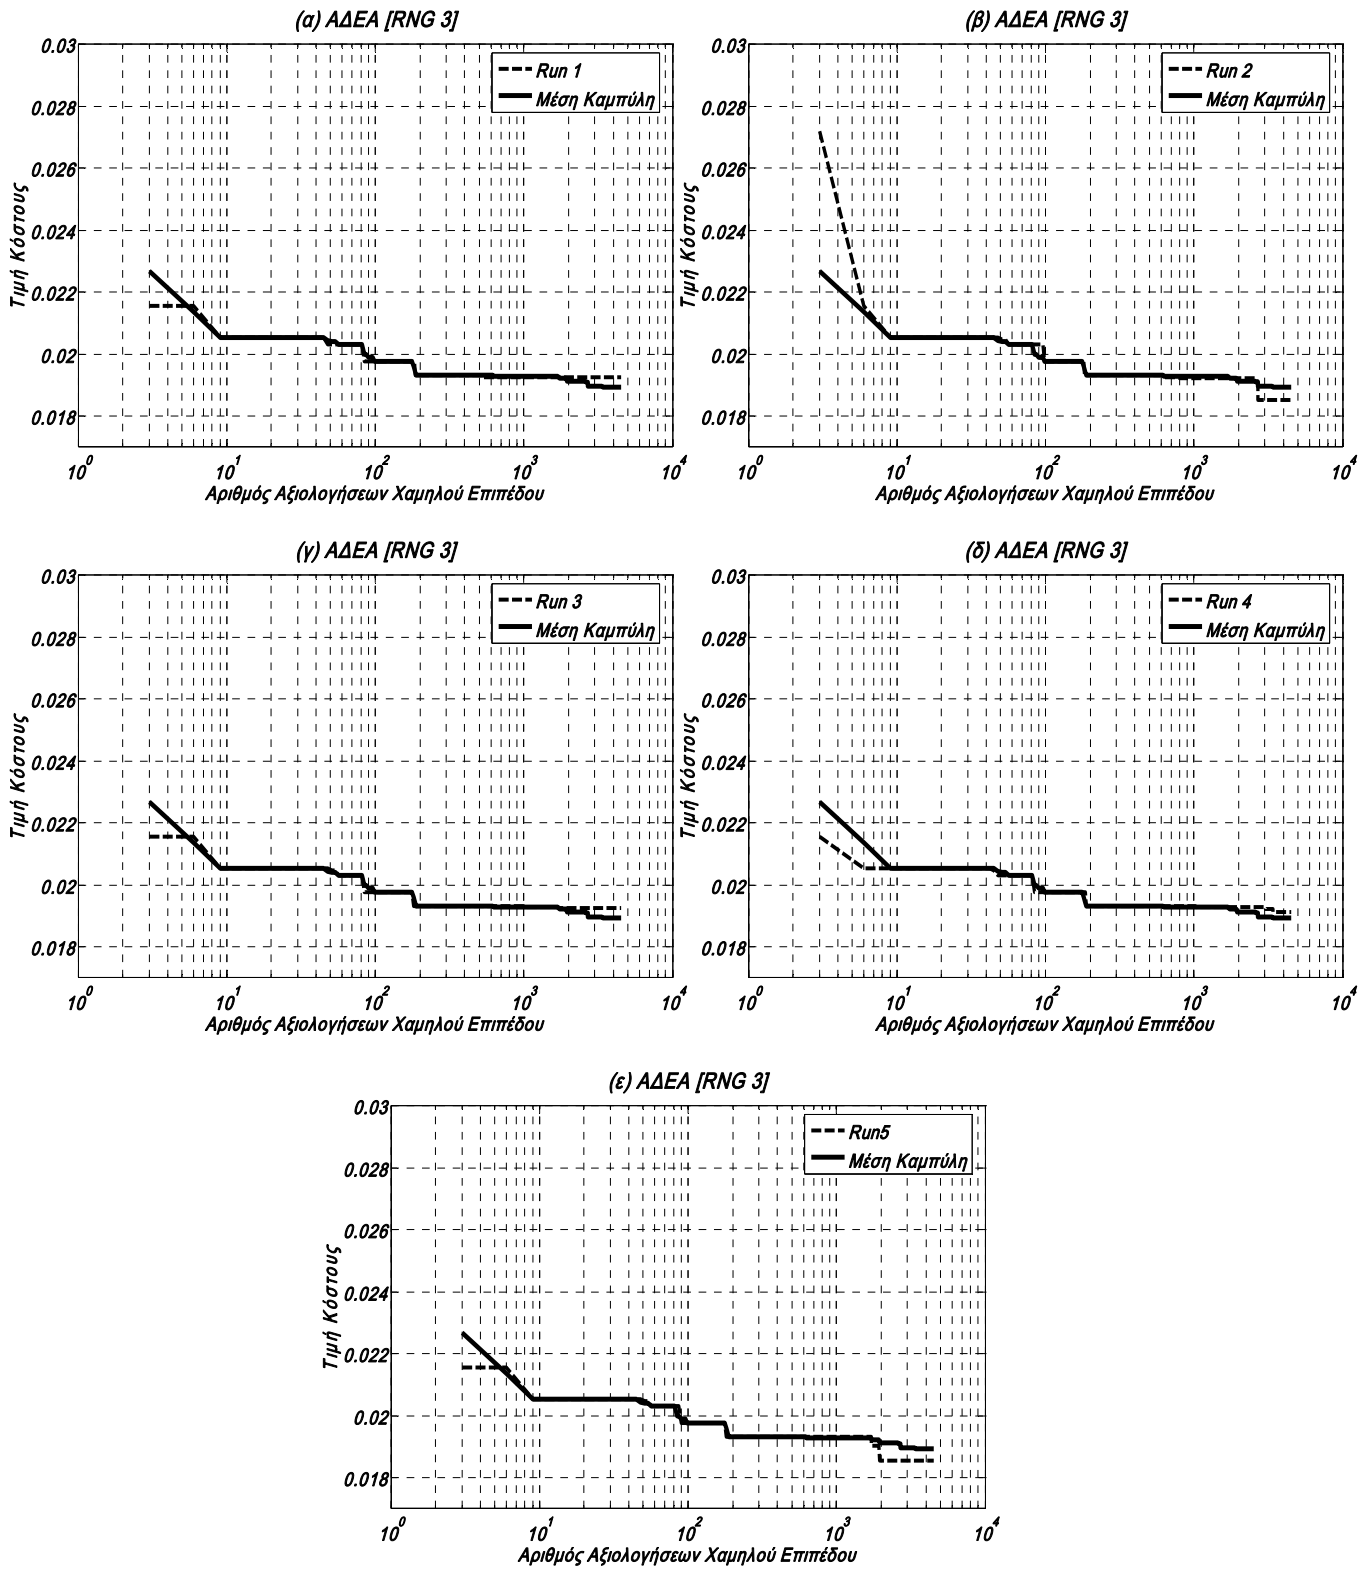 (α) ΑΔΕΑ [RNG 3]
Run 1
Μέση Καμπύλη
Τιμή Κόστους
0.03
0.028
0.026
0.024
0.022
0.02
0.018
10^0 10^1 10^2 10^3 10^4
Αριθμός Αξιολογήσεων Χαμηλού Επιπέδου
(β) ΑΔΕΑ [RNG 3]
Run 2
Μέση Καμπύλη
Τιμή Κόστους
0.03
0.028
0.026
0.024
0.022
0.02
0.018
10^0 10^1 10^2 10^3 10^4
Αριθμός Αξιολογήσεων Χαμηλού Επιπέδου
(γ) ΑΔΕΑ [RNG 3]
Run 3
Μέση Καμπύλη
Τιμή Κόστους
0.03
0.028
0.026
0.024
0.022
0.02
0.018
10^0 10^1 10^2 10^3 10^4
Αριθμός Αξιολογήσεων Χαμηλού Επιπέδου
(δ) ΑΔΕΑ [RNG 3]
Run 4
Μέση Καμπύλη
Τιμή Κόστους
0.03
0.028
0.026
0.024
0.022
0.02
0.018
10^0 10^1 10^2 10^3 10^4
Αριθμός Αξιολογήσεων Χαμηλού Επιπέδου
(ε) ΑΔΕΑ [RNG 3]
Run5
Μέση Καμπύλη
Τιμή Κόστους
0.03
0.028
0.026
0.024
0.022
0.02
0.018
10^0 10^1 10^2 10^3 10^4
Αριθμός Αξιολογήσεων Χαμηλού Επιπέδου